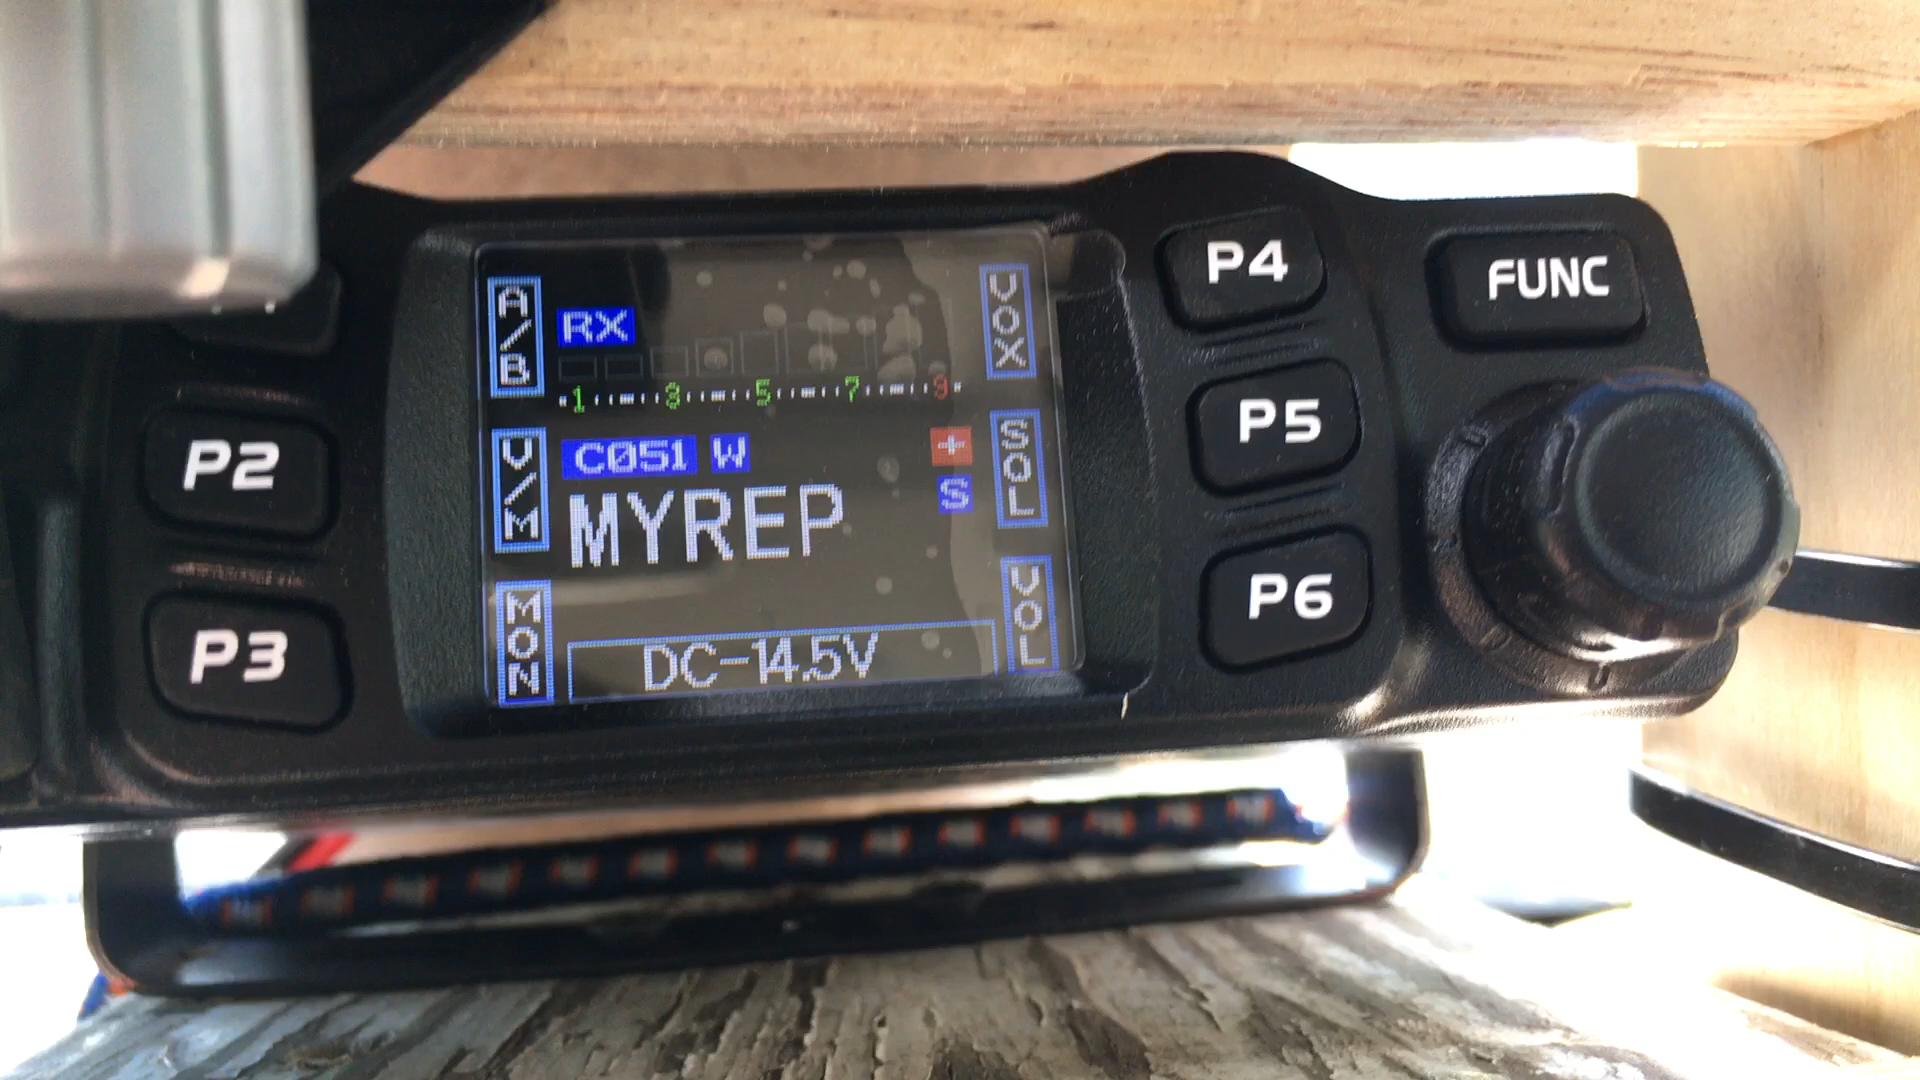 A/B
RX
VOX
1 3 5 7 9
V/M
C051 W +
S
SQL
MYREP
MON
VOL
DC-14.5V
P2
P3
P4
P5
P6
FUNC